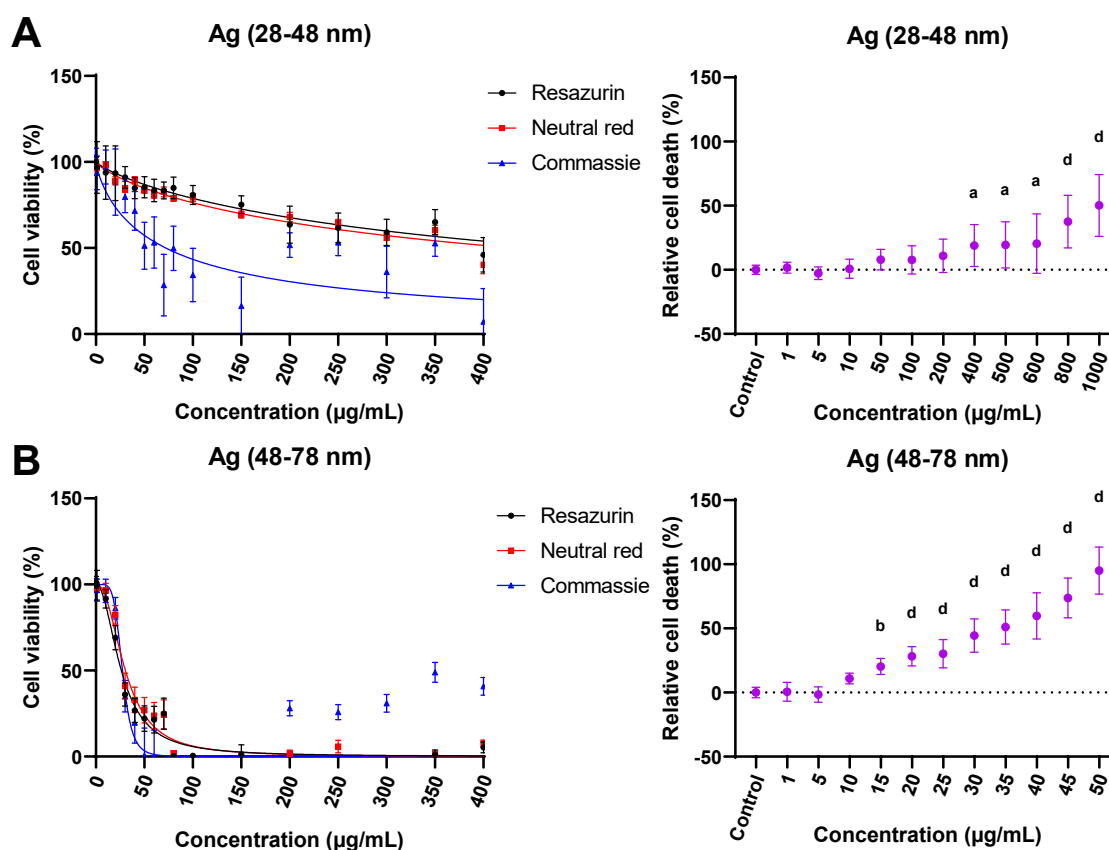 A
Ag (28-48 nm)
Cell viability (%)
150
100
50
0
0
50
100
150
200
250
300
350
400
Concentration (µg/mL)
Resazurin
Neutral red
Commassie
Ag (28-48 nm)
Relative cell death (%)
150
100
50
0
-50
a a a d d
Control
1
5
10
50
100
200
400
500
600
800
1000
Concentration (µg/mL)
B
Ag (48-78 nm)
Cell viability (%)
150
100
50
0
0
50
100
150
200
250
300
350
400
Concentration (µg/mL)
Resazurin
Neutral red
Commassie
Ag (48-78 nm)
Relative cell death (%)
150
100
50
0
-50
b d d d d d d d
Control
1
5
10
15
20
25
30
35
40
45
50
Concentration (µg/mL)